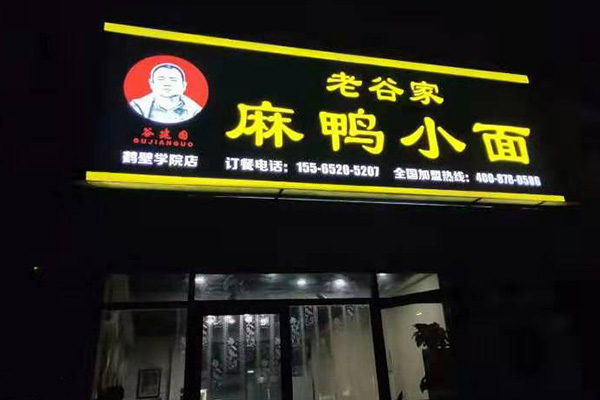 老谷家
麻鸭小面
谷建国
GUJIANGUO
鹤壁学院店
订餐电话：155-6520-5207
全国加盟热线：400-878-0586